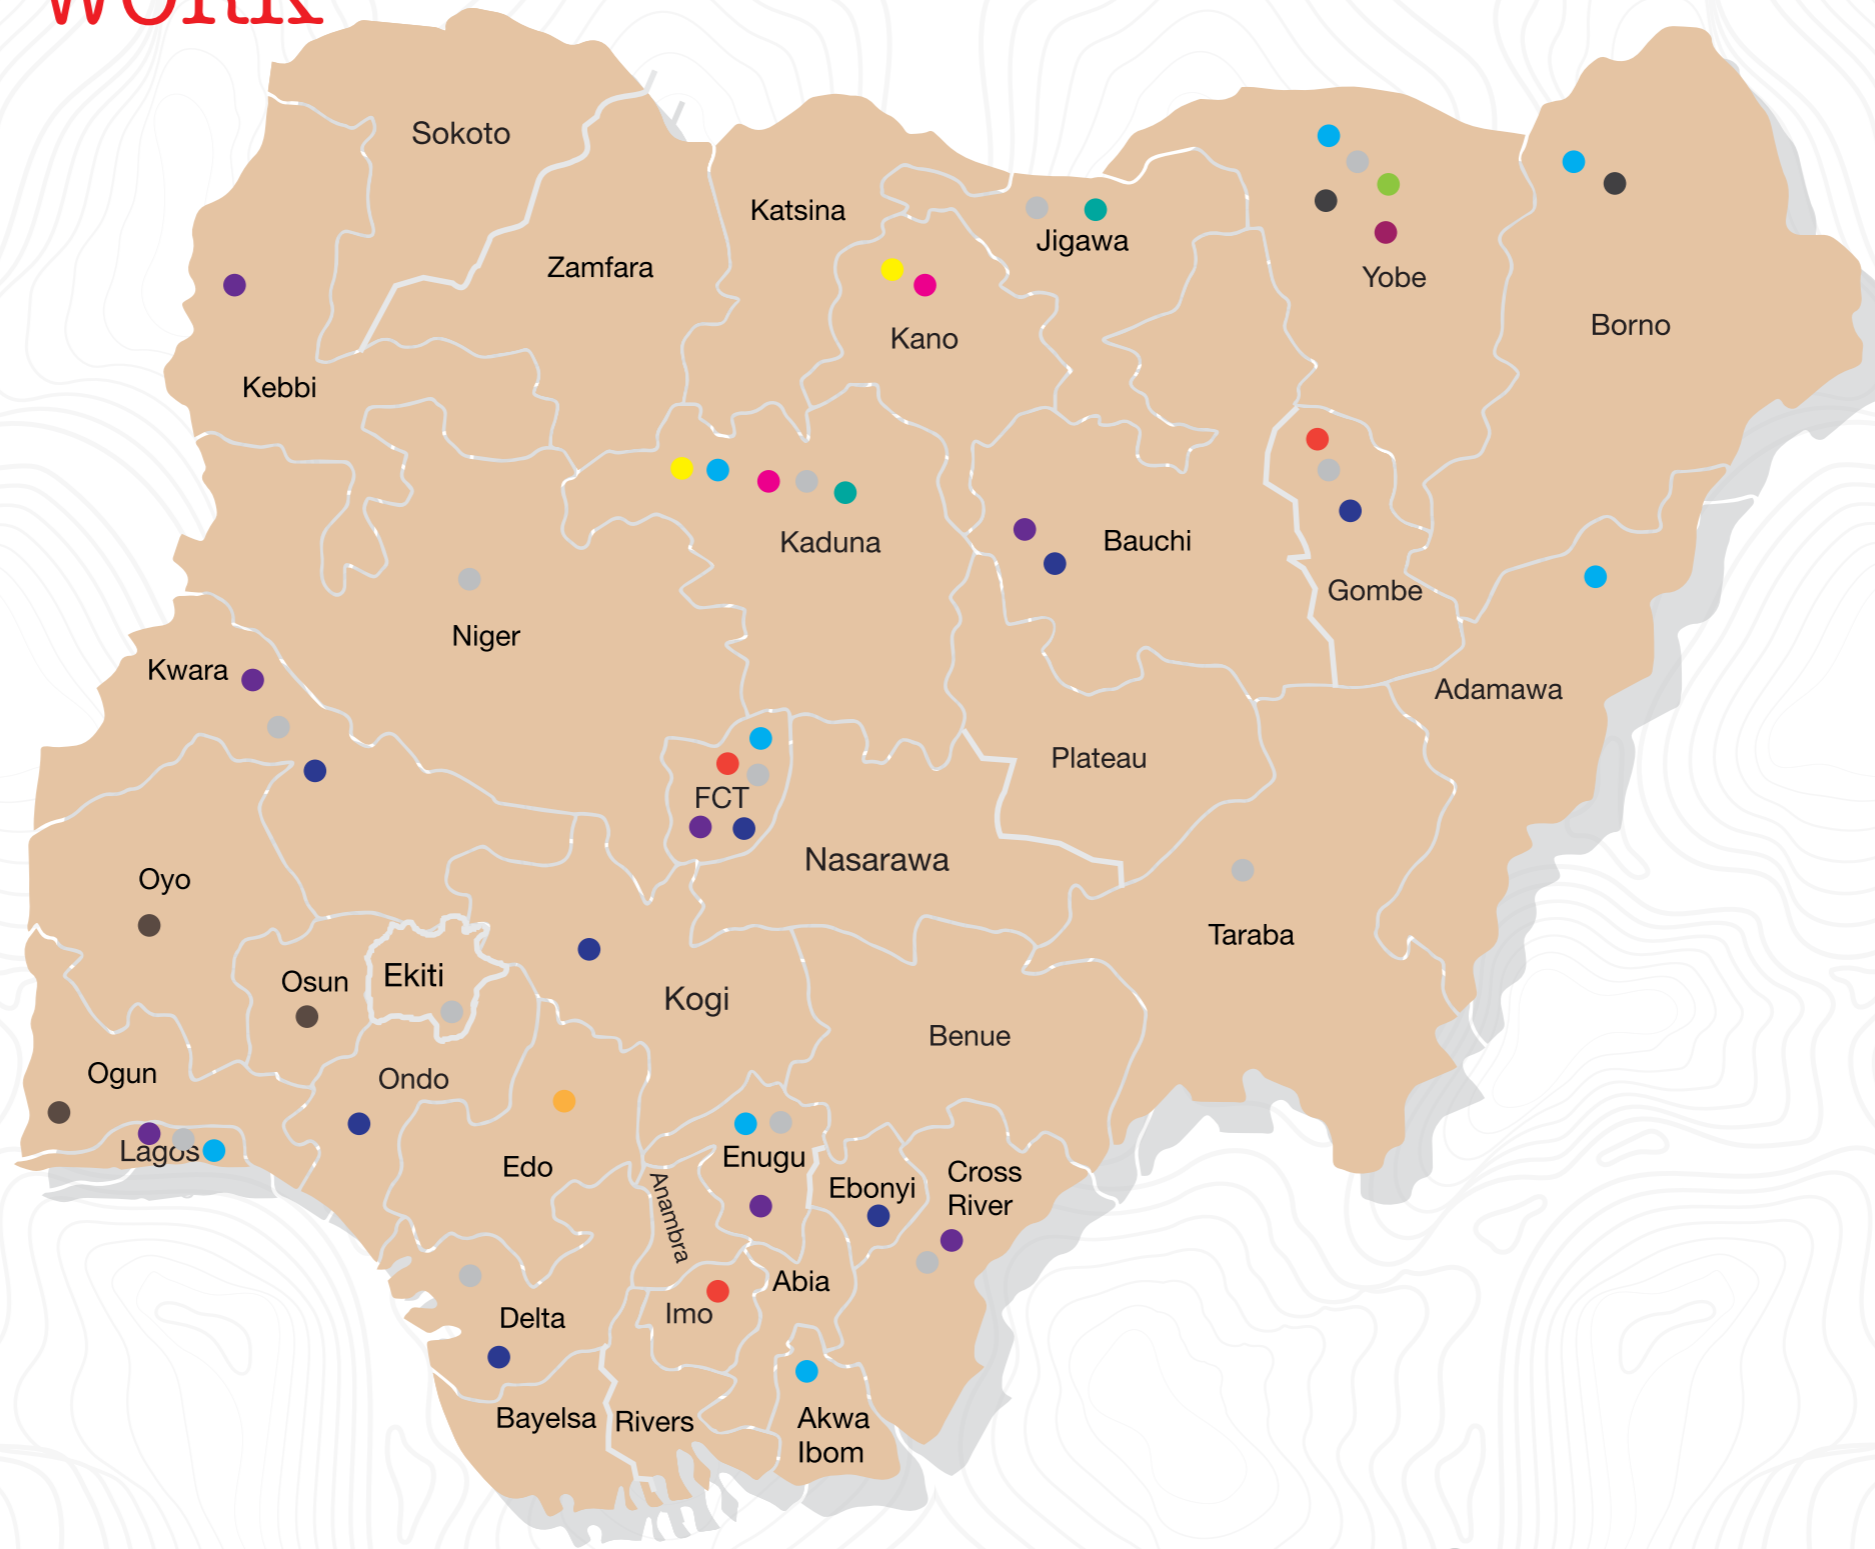 WORK
Sokoto
Katsina
Jigawa
Zamfara
Yobe
Borno
Kano
Kebbi
Kaduna
Bauchi
Gombe
Niger
Kwara
Adamawa
Plateau
FCT
Nasarawa
Oyo
Taraba
Osun
Ekiti
Kogi
Benue
Ogun
Ondo
Lagos
Edo
Enugu
Anambra
Ebonyi
Cross
River
Abia
Imo
Delta
Bayelsa
Rivers
Akwa
Ibom